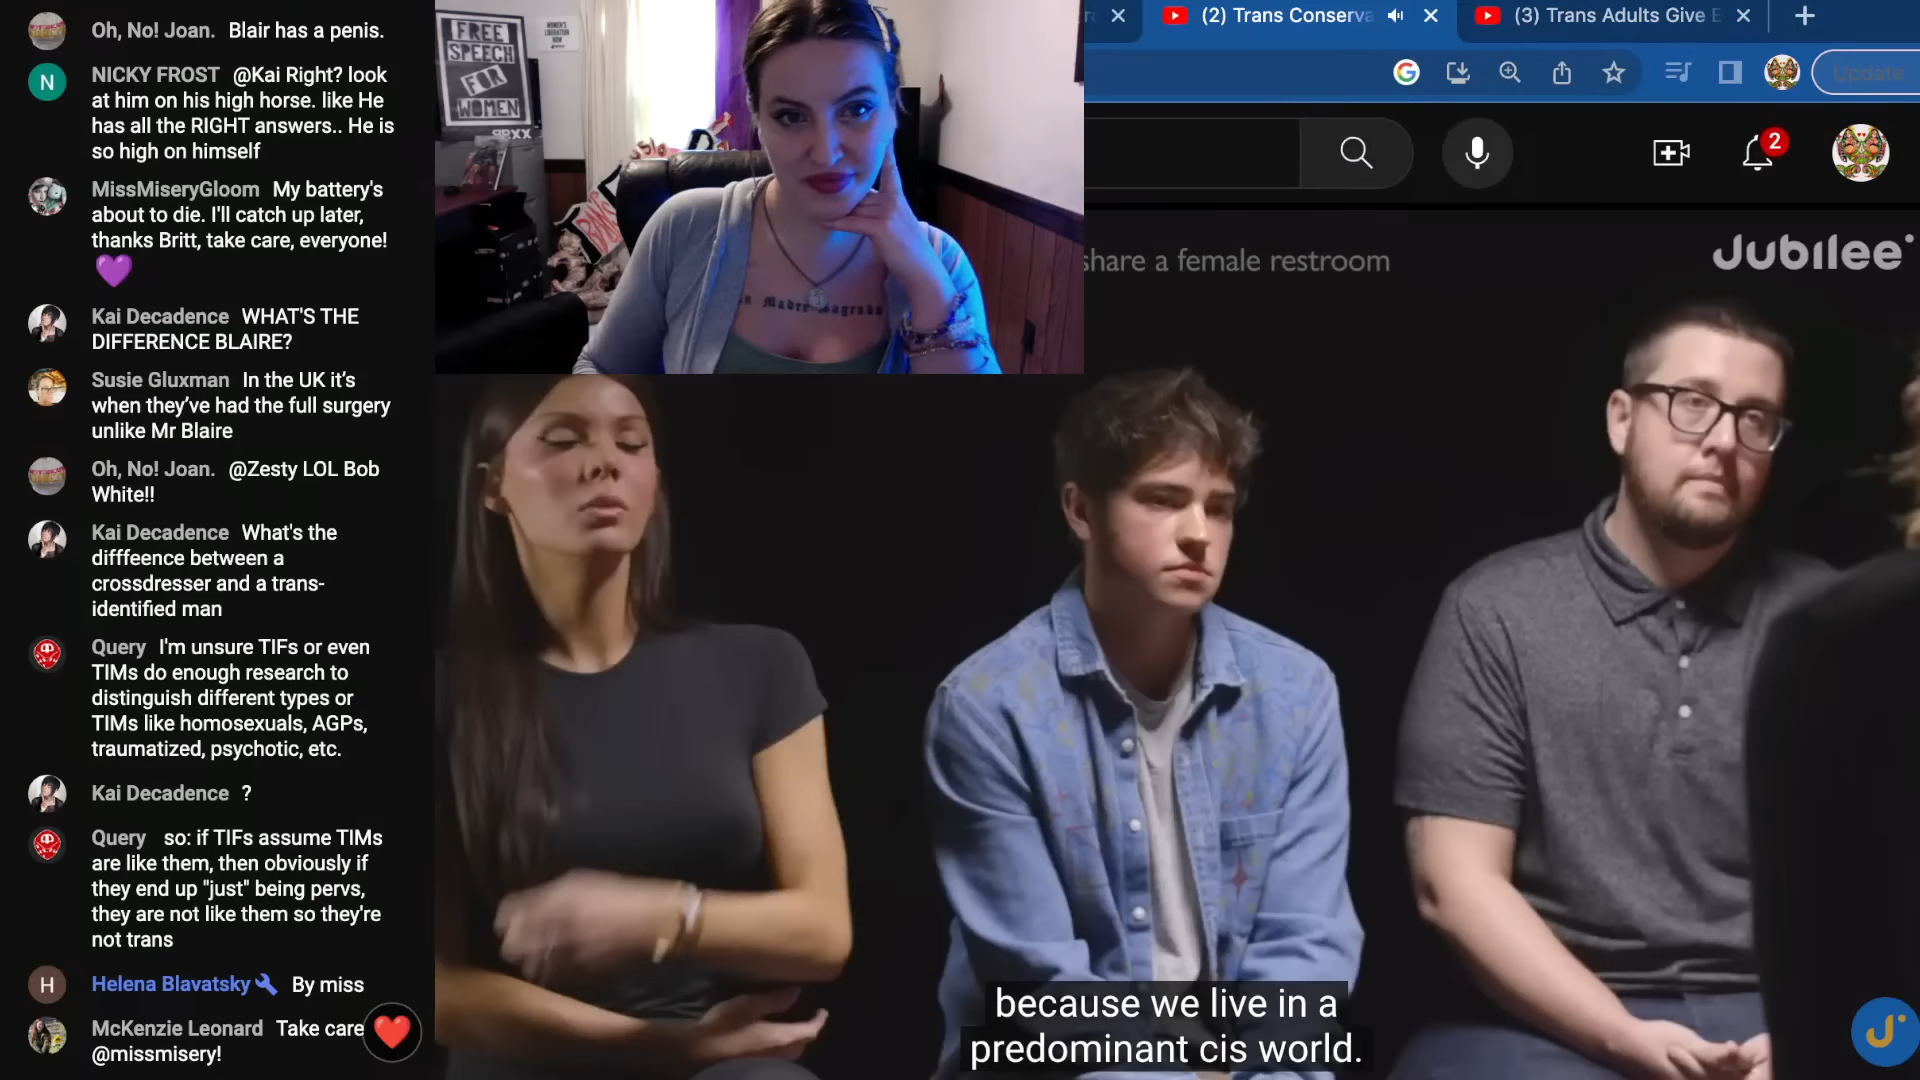 Oh, No! Joan. Blair has a penis.
NICKY FROST @Kai Right? look
at him on his high horse. like He
has all the RIGHT answers.. He is
so high on himself
MissMiseryGloom My battery's
about to die. I'll catch up later,
thanks Britt, take care, everyone!
💜
Kai Decadence WHAT'S THE
DIFFERENCE BLAIRE?
Susie Gluxman In the UK it's
when they've had the full surgery
unlike Mr Blaire
Oh, No! Joan. @Zesty LOL Bob
White!!
Kai Decadence What's the
difffeence between a
crossdresser and a trans-
identified man
Query I'm unsure TIFs or even
TIMs do enough research to
distinguish different types or
TIMs like homosexuals, AGPs,
traumatized, psychotic, etc.
Kai Decadence ?
Query so: if TIFs assume TIMs
are like them, then obviously if
they end up "just" being pervs,
they are not like them so they're
not trans
Helena Blavatsky By miss
McKenzie Leonard Take care
@missmisery!
N
H
FREE
SPEECH
FOR
WOMEN
WOMEN'S
LIBERATION
NOW
Madre Sagrado
(2) Trans Conserva
(3) Trans Adults Give E
Update
2
share a female restroom
Jubilee
because we live in a
predominant cis world.